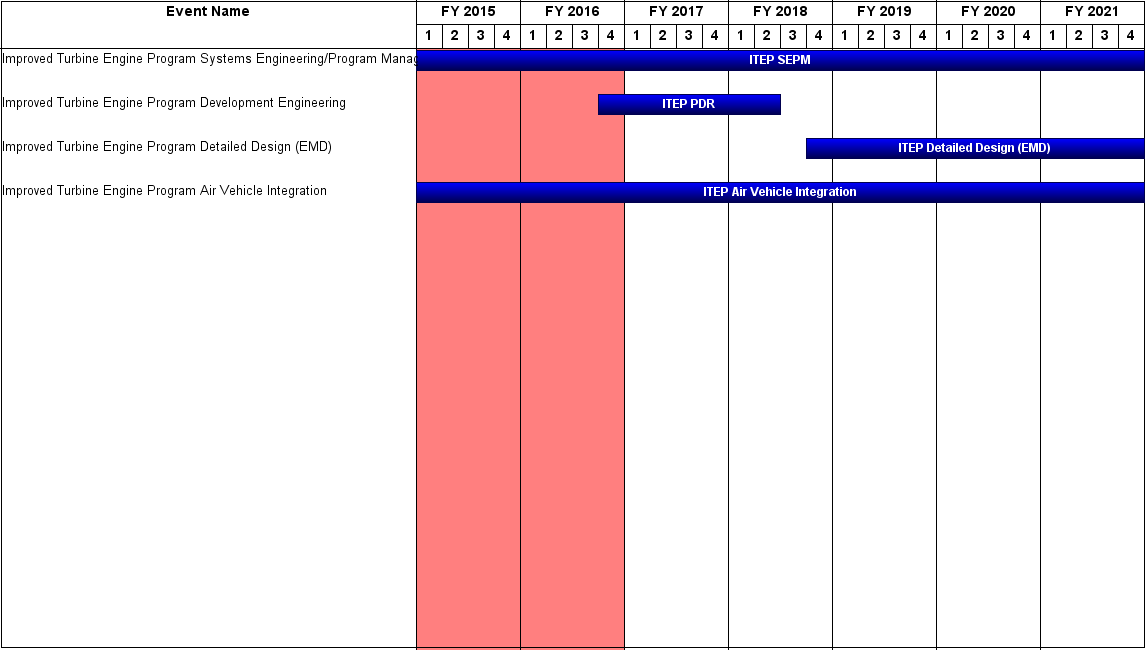 Event Name FY 2015 FY 2016 FY 2017 FY 2018 FY 2019 FY 2020 FY 2021
1 2 3 4 1 2 3 4 1 2 3 4 1 2 3 4 1 2 3 4 1 2 3 4 1 2 3 4
Improved Turbine Engine Program Systems Engineering/Program Manag ITEP SEPM
Improved Turbine Engine Program Development Engineering ITEP PDR
Improved Turbine Engine Program Detailed Design (EMD) ITEP Detailed Design (EMD)
Improved Turbine Engine Program Air Vehicle Integration ITEP Air Vehicle Integration